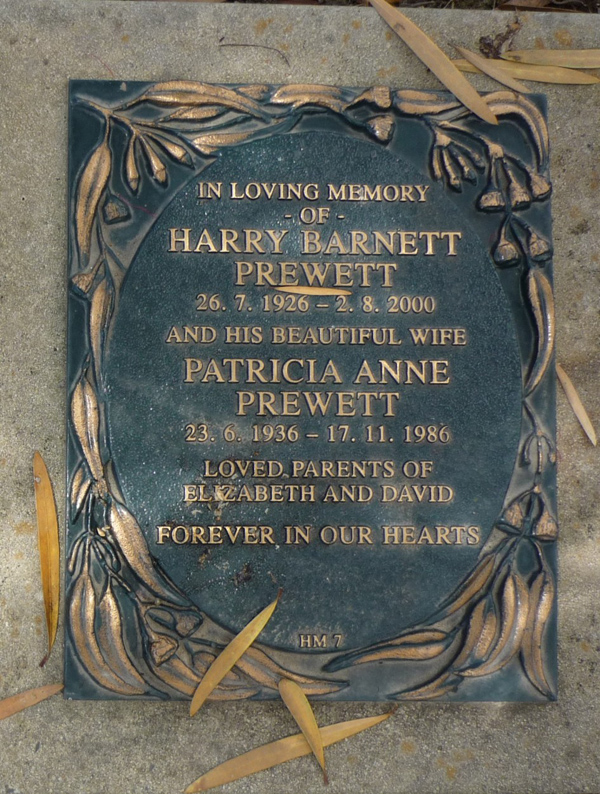 IN LOVING MEMORY
- OF -
HARRY BARNETT
PREWETT
26. 7. 1926 – 2. 8. 2000
AND HIS BEAUTIFUL WIFE
PATRICIA ANNE
PREWETT
23. 6. 1936 – 17. 11. 1986
LOVED PARENTS OF
ELIZABETH AND DAVID
FOREVER IN OUR HEARTS
HM 7